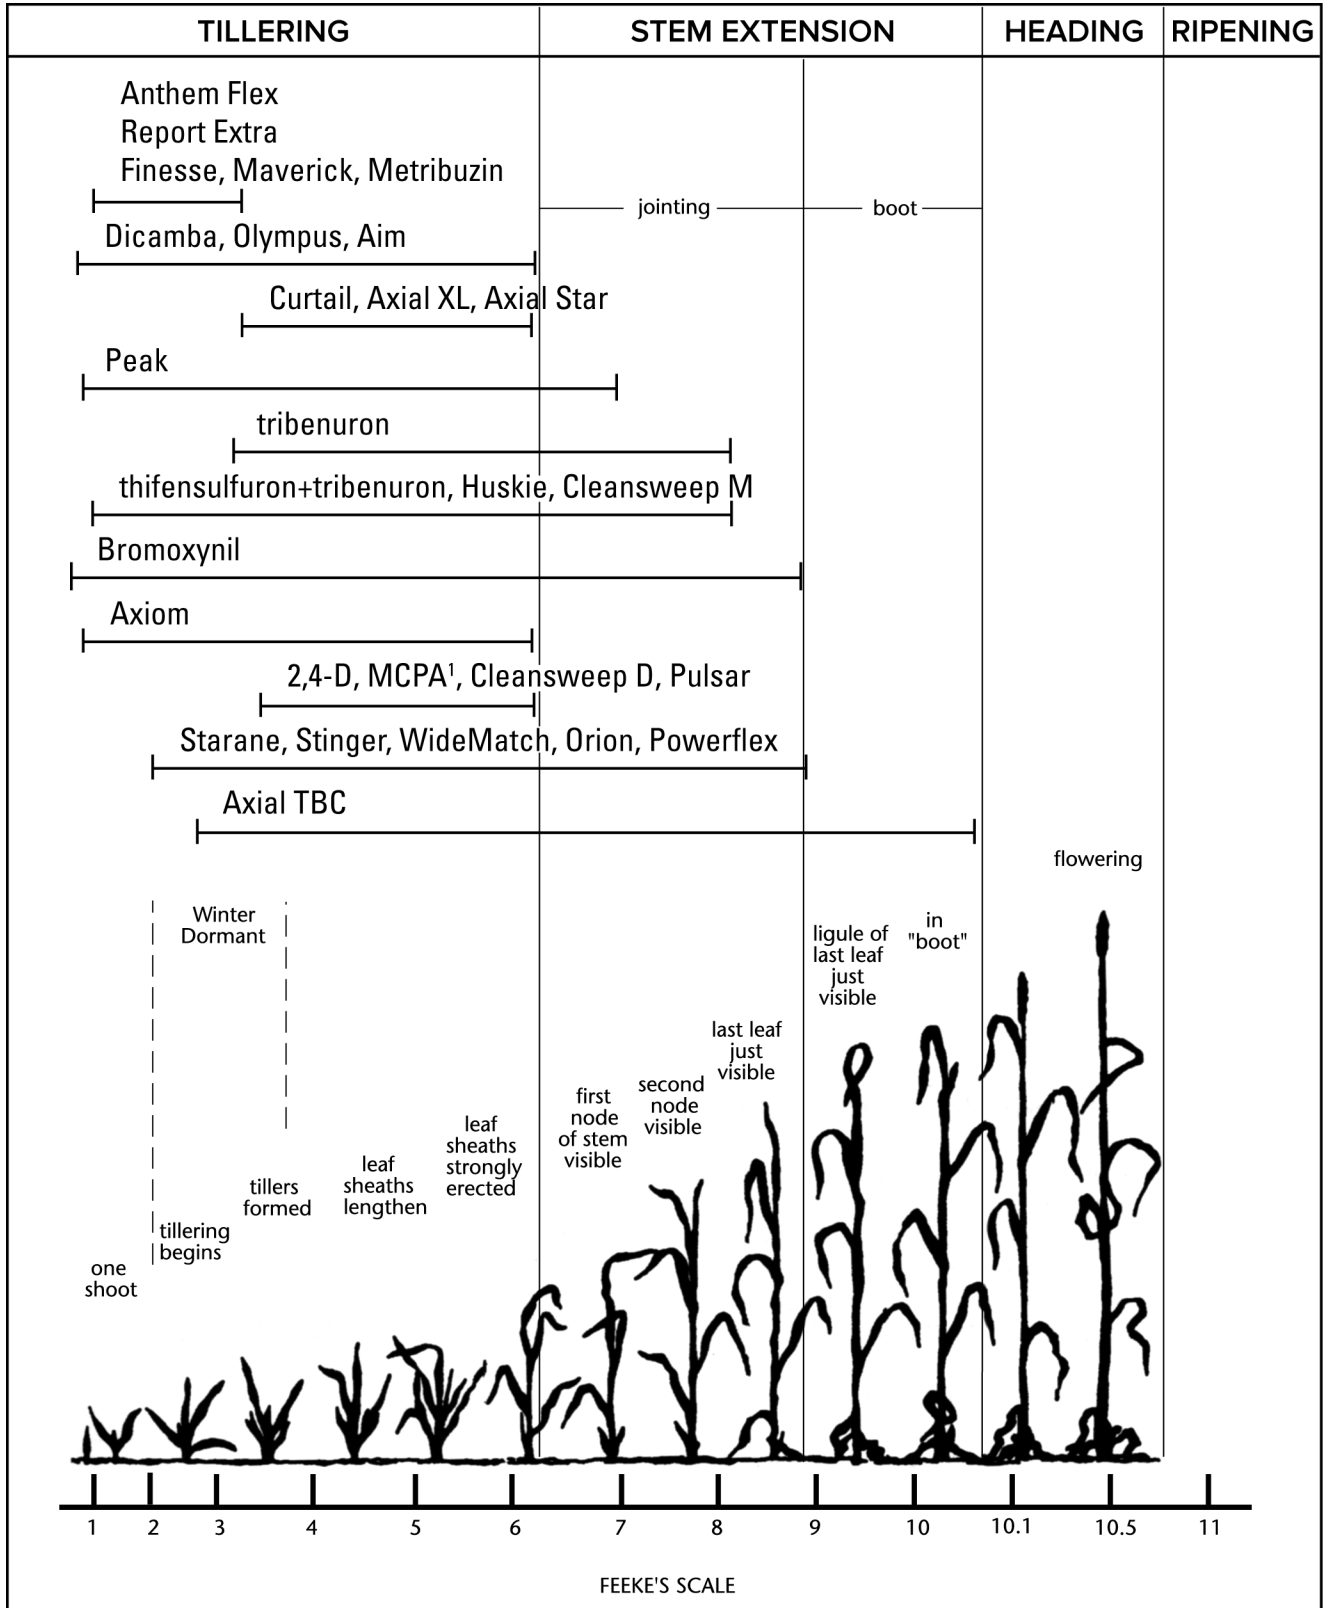 TILLERING STEM EXTENSION HEADING RIPENING
Anthem Flex
Report Extra
Finesse, Maverick, Metribuzin
jointing boot
Dicamba, Olympus, Aim
Curtail, Axial XL, Axial Star
Peak
tribenuron
thifensulfuron+tribenuron, Huskie, Cleansweep M
Bromoxynil
Axiom
2,4-D, MCPA¹, Cleansweep D, Pulsar
Starane, Stinger, WideMatch, Orion, Powerflex
Axial TBC
flowering
Winter
Dormant
one
shoot
tillering
begins
tillers
formed
leaf
sheaths
lengthen
leaf
sheaths
strongly
erected
first
node
of stem
visible
second
node
visible
last leaf
just
visible
ligule of
last leaf
just
visible
in
"boot"
1 2 3 4 5 6 7 8 9 10 10.1 10.5 11
FEEKE'S SCALE